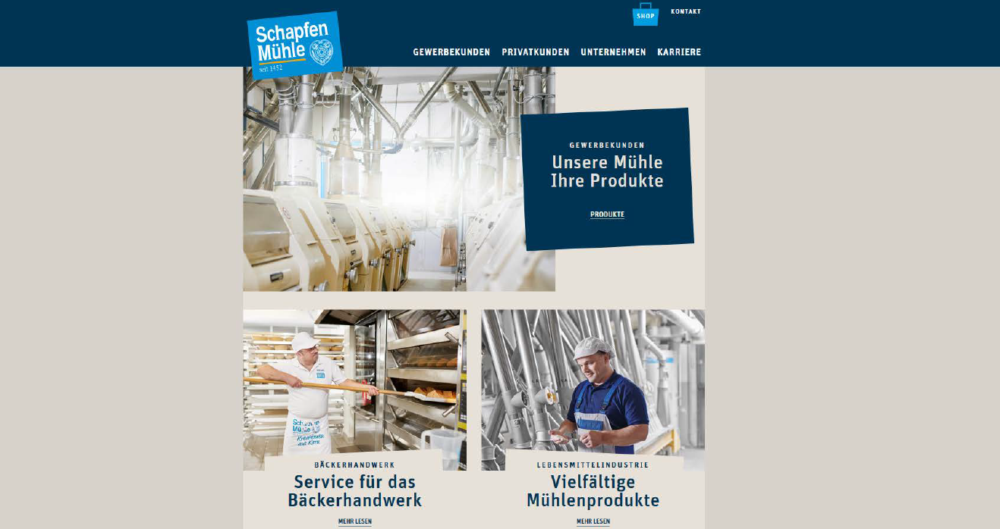 SHOP
KONTAKT
Schapfen
Mühle
seit 1452
GEWERBEKUNDEN PRIVATKUNDEN UNTERNEHMEN KARRIERE
GEWERBEKUNDEN
Unsere Mühle
Ihre Produkte
PRODUKTE
Schapfen
Mühle
Kreationen
aus Korn
BÄCKERHANDWERK
Service für das
Bäckerhandwerk
MEHR LESEN
LEBENSMITTELINDUSTRIE
Vielfältige
Mühlenprodukte
MEHR LESEN